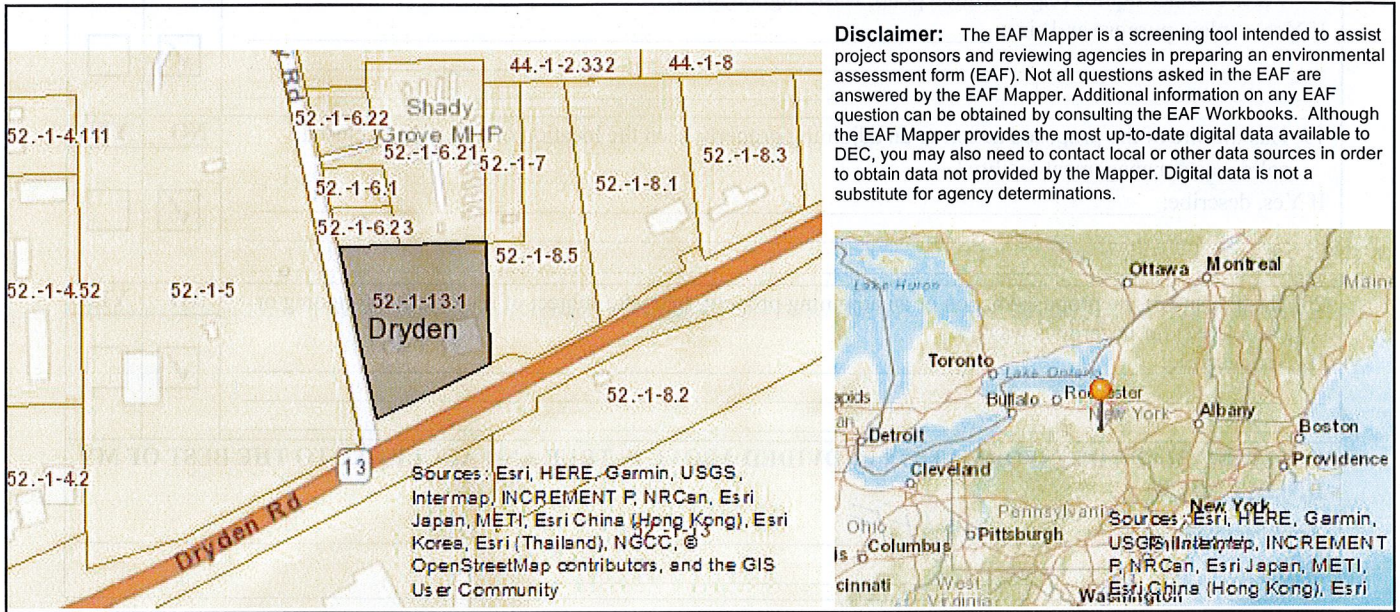 Disclaimer: The EAF Mapper is a screening tool intended to assist
project sponsors and reviewing agencies in preparing an environmental
assessment form (EAF). Not all questions asked in the EAF are
answered by the EAF Mapper. Additional information on any EAF
question can be obtained by consulting the EAF Workbooks. Although
the EAF Mapper provides the most up-to-date digital data available to
DEC, you may also need to contact local or other data sources in order
to obtain data not provided by the Mapper. Digital data is not a
substitute for agency determinations.
Rd
44.-1-2.332
44.-1-8
Shady
Grove MHP
52.-1-4.111
52.-1-6.22
52.-1-6.21
52.-1-7
52.-1-8.3
52.-1-6.1
52.-1-8.1
52.-1-6.23
52.-1-8.5
52.-1-4.52
52.-1-5
52.-1-13.1
Dryden
52.-1-8.2
13
52.-1-4.2
Dryden Rd
Sources: Esri, HERE, Garmin, USGS,
Intermap, INCREMENT P, NRCan, Esri
Japan, METI, Esri China (Hong Kong), Esri
Korea, Esri (Thailand), NGCC, ©
OpenStreetMap contributors, and the GIS
User Community
Ottawa
Montreal
Lake Huron
Main
Toronto
Lake Ontario
Buffalo
Rochester
New York
Albany
apids
Detroit
Boston
Providence
Cleveland
New York
Pennsylvania
Pittsburgh
Ohio
Columbus
is
cinnati
West
Virginia
Washington
Sources: Esri, HERE, Garmin,
USGS, Intermap, INCREMENT
P, NRCan, Esri Japan, METI,
Esri China (Hong Kong), Esri